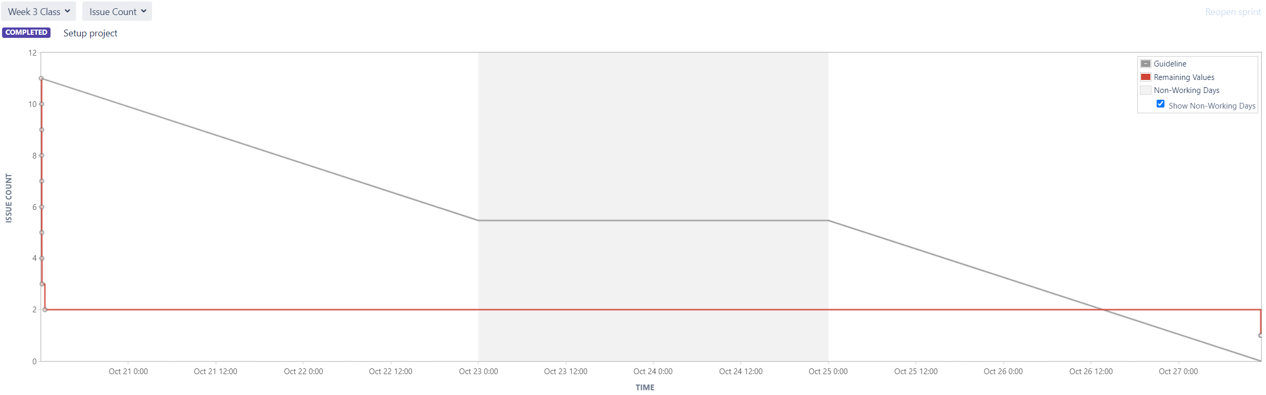 Week 3 Class Issue Count Reopen sprint
COMPLETED Setup project
12
10
8
6
4
2
0
ISSUE COUNT
Guideline
Remaining Values
Non-Working Days
Show Non-Working Days
Oct 21 0:00 Oct 21 12:00 Oct 22 0:00 Oct 22 12:00 Oct 23 0:00 Oct 23 12:00 Oct 24 0:00 Oct 24 12:00 Oct 25 0:00 Oct 25 12:00 Oct 26 0:00 Oct 26 12:00 Oct 27 0:00
TIME